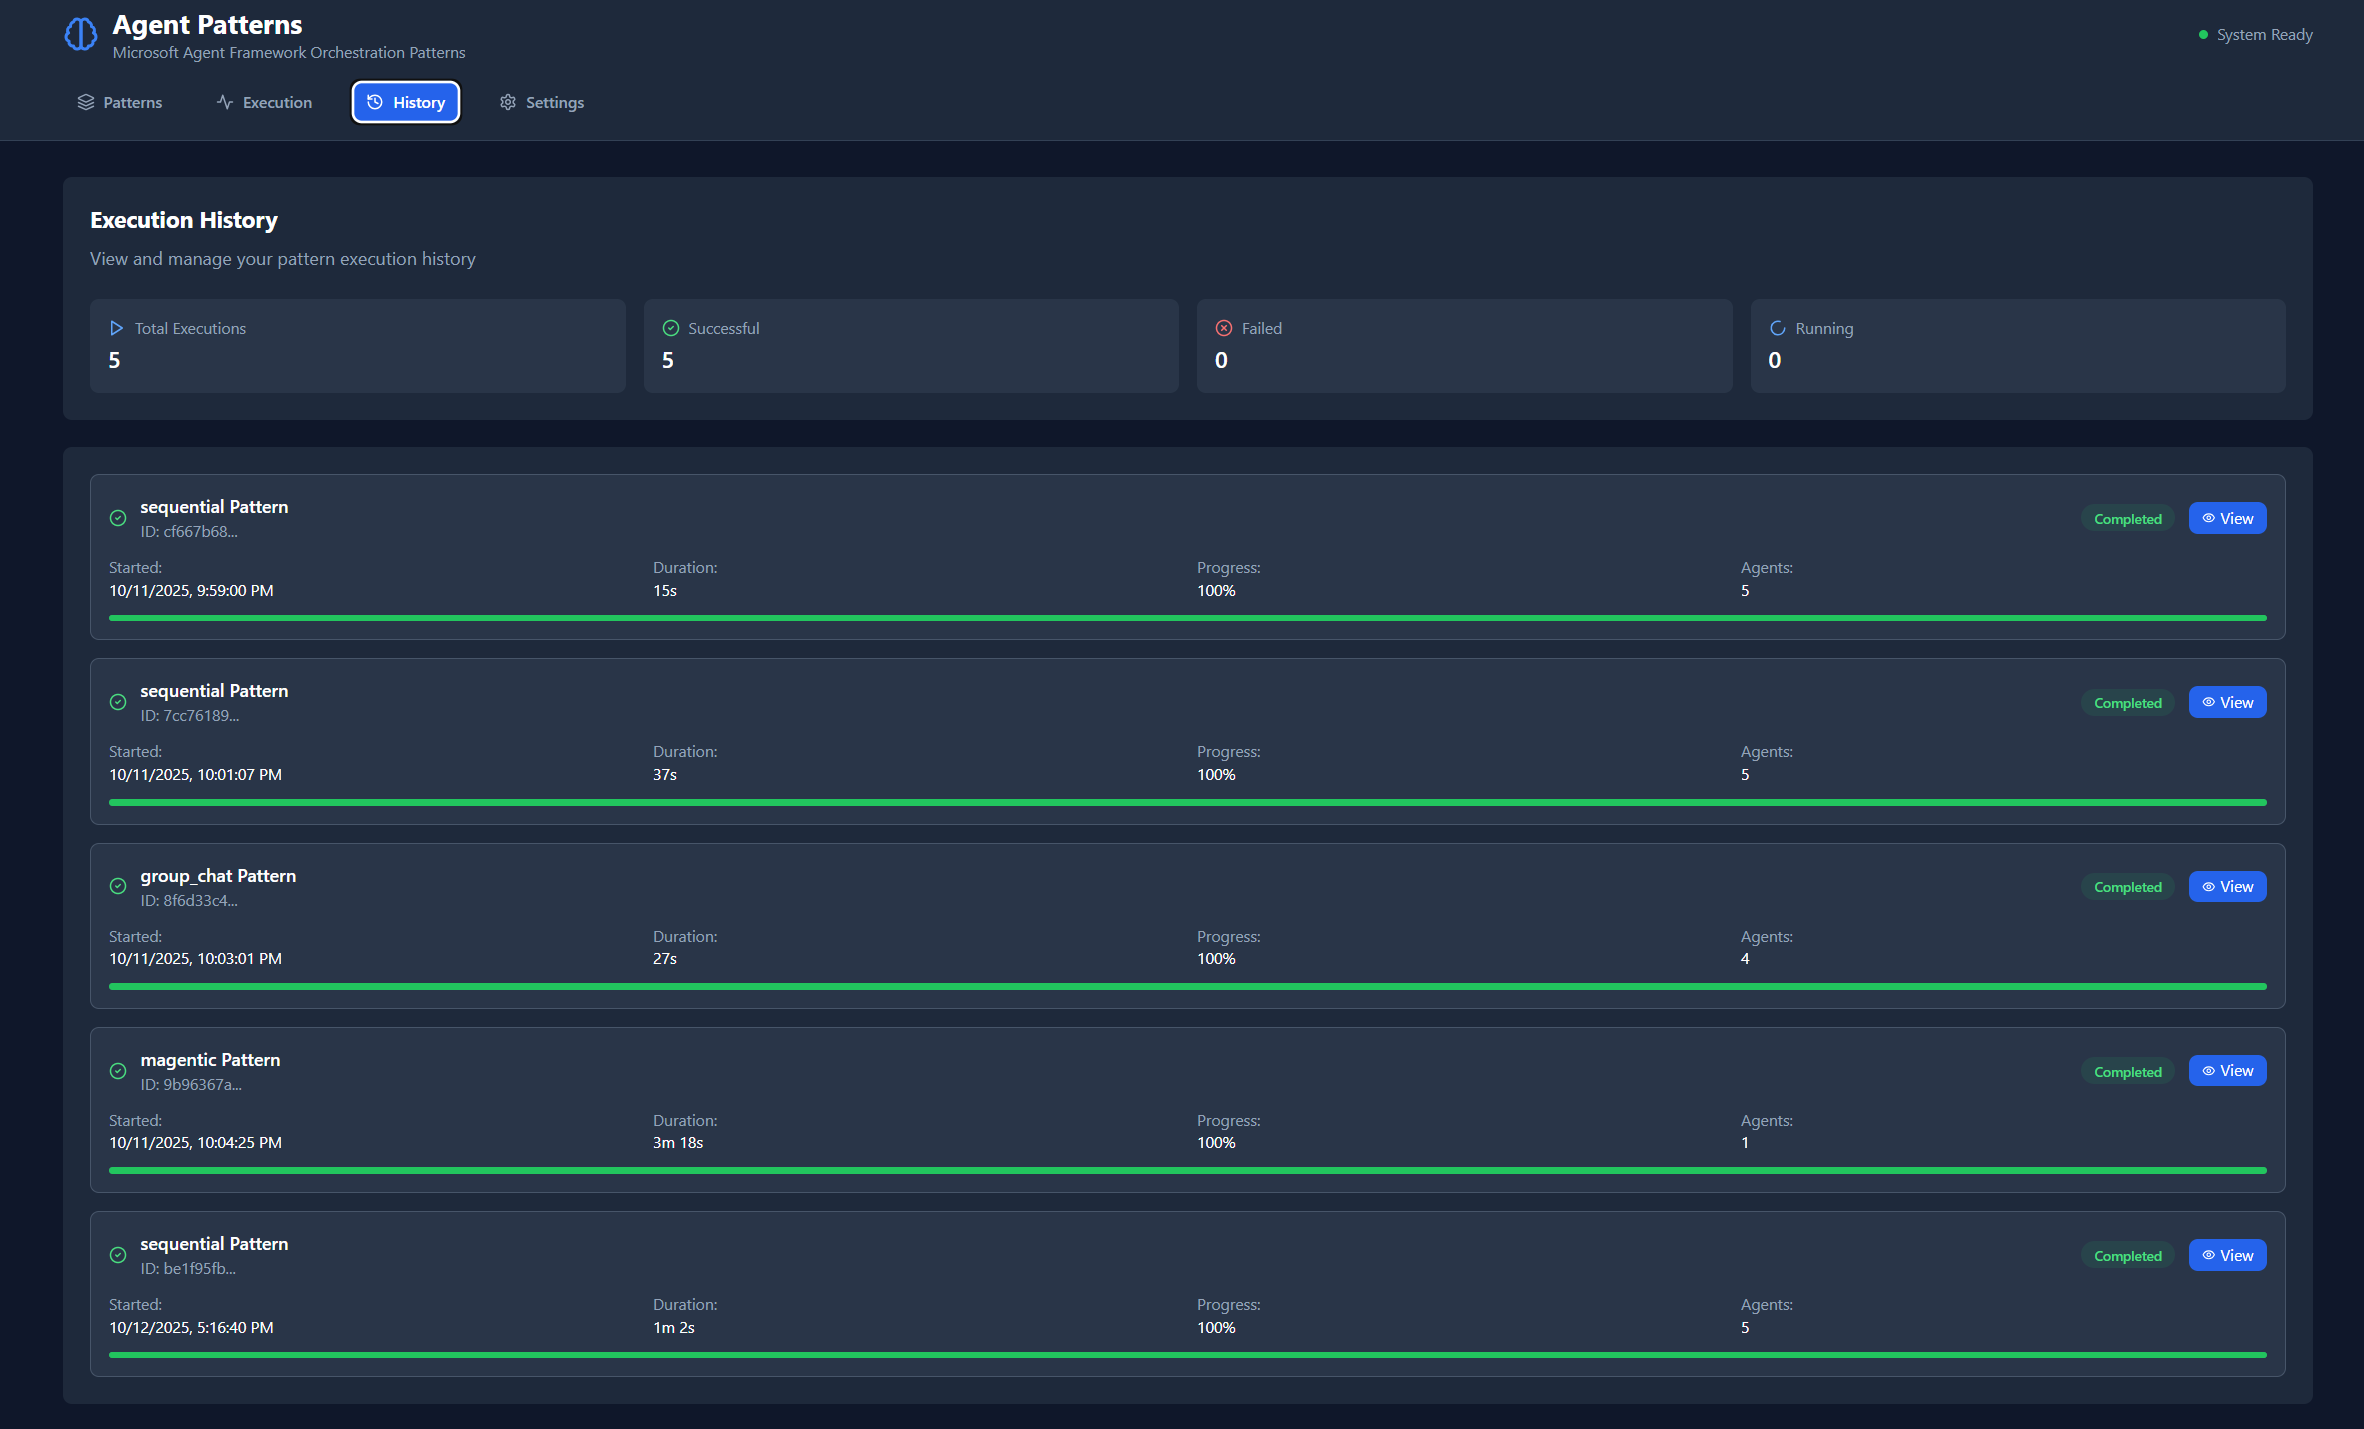 Agent Patterns
Microsoft Agent Framework Orchestration Patterns
System Ready
Patterns
Execution
History
Settings
Execution History
View and manage your pattern execution history
Total Executions
5
Successful
5
Failed
0
Running
0
sequential Pattern
ID: cf667b68...
Completed
View
Started:
10/11/2025, 9:59:00 PM
Duration:
15s
Progress:
100%
Agents:
5
sequential Pattern
ID: 7cc76189...
Completed
View
Started:
10/11/2025, 10:01:07 PM
Duration:
37s
Progress:
100%
Agents:
5
group_chat Pattern
ID: 8f6d33c4...
Completed
View
Started:
10/11/2025, 10:03:01 PM
Duration:
27s
Progress:
100%
Agents:
4
magentic Pattern
ID: 9b96367a...
Completed
View
Started:
10/11/2025, 10:04:25 PM
Duration:
3m 18s
Progress:
100%
Agents:
1
sequential Pattern
ID: be1f95fb...
Completed
View
Started:
10/12/2025, 5:16:40 PM
Duration:
1m 2s
Progress:
100%
Agents:
5